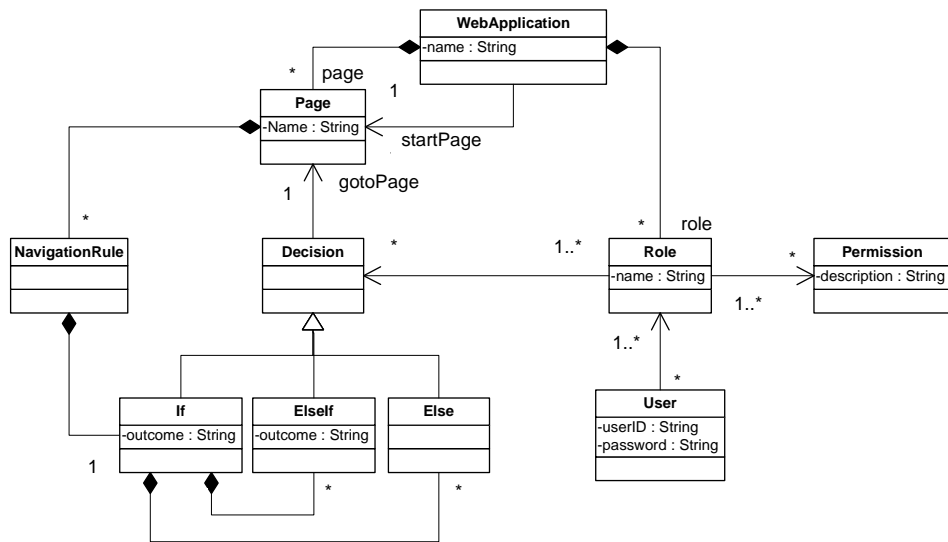 WebApplication
-name : String
*
page
1
Page
-Name : String
startPage
gotoPage
1
*
*
role
NavigationRule
Decision
*
1..*
Role
-name : String
*
1..*
Permission
-description : String
1..*
*
If
-outcome : String
ElseIf
-outcome : String
Else
User
-userID : String
-password : String
1
*
*